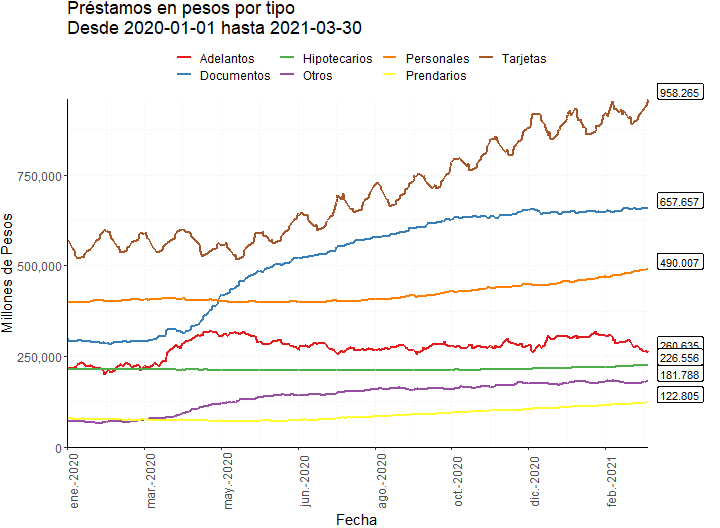 Préstamos en pesos por tipo
Desde 2020-01-01 hasta 2021-03-30
Adelantos Hipotecarios Personales Tarjetas
Documentos Otros Prendarios
958.265
750,000
657.657
Millones de Pesos
500,000
490.007
260.635
250,000
226.556
181.788
122.805
0
ene.-2020 mar.-2020 may.-2020 jun.-2020 ago.-2020 oct.-2020 dic.-2020 feb.-2021
Fecha